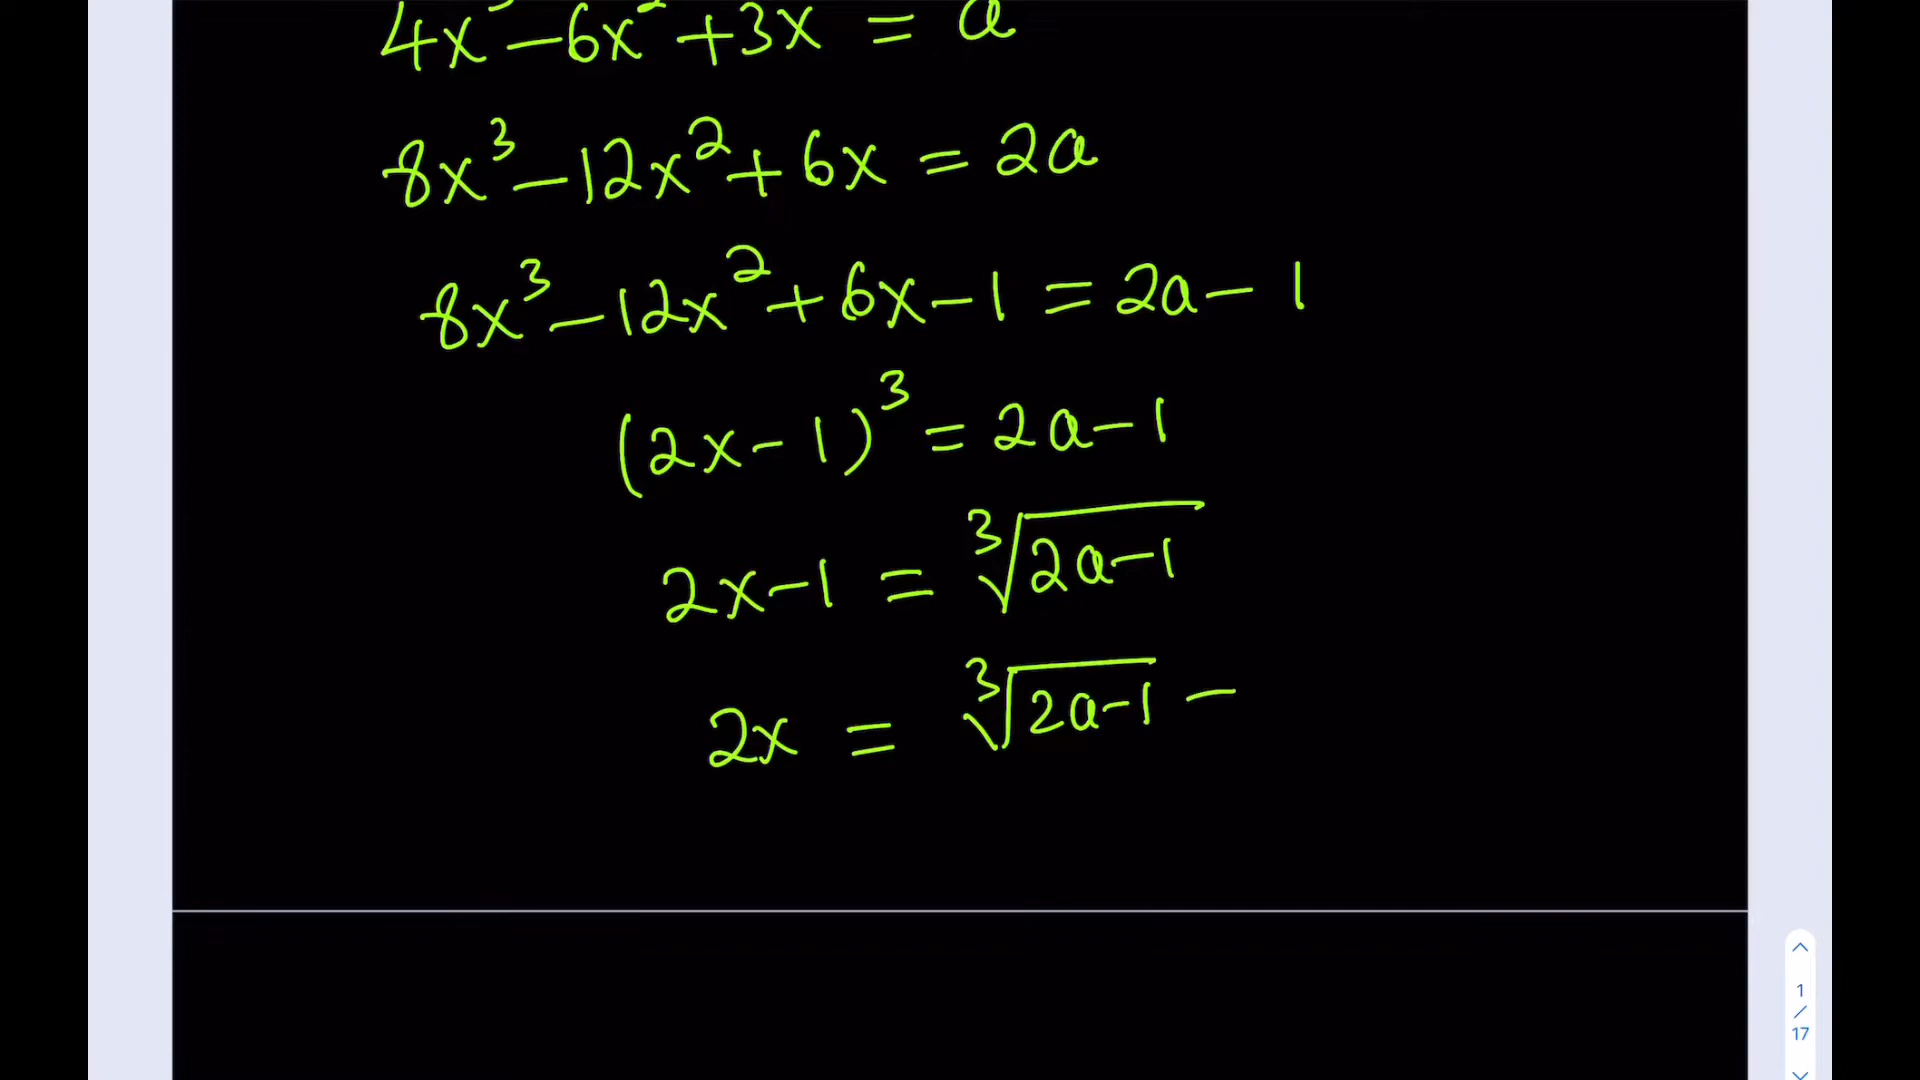 4x³ - 6x² + 3x = a
8x³ - 12x² + 6x = 2a
8x³ - 12x² + 6x - 1 = 2a - 1
(2x - 1)³ = 2a - 1
2x - 1 = ∛(2a-1)
2x = ∛(2a-1) -
1
/
17